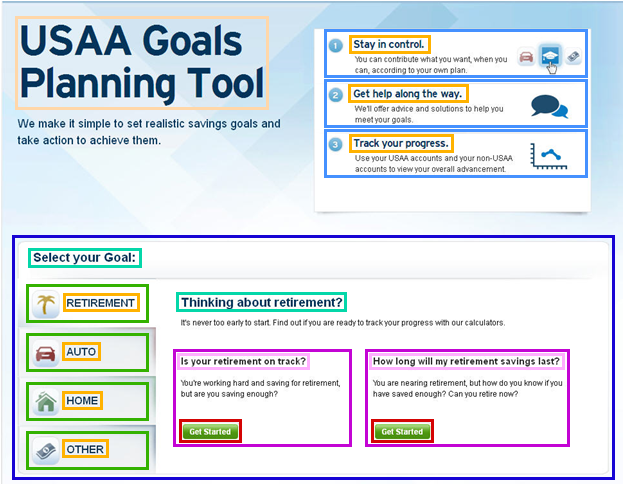 USAA Goals
Planning Tool
We make it simple to set realistic savings goals and
take action to achieve them.
1 Stay in control.
You can contribute what you want, when you
can, according to your own plan.
2 Get help along the way.
We'll offer advice and solutions to help you
meet your goals.
3 Track your progress.
Use your USAA accounts and your non-USAA
accounts to view your overall advancement.
Select your Goal:
RETIREMENT
AUTO
HOME
OTHER
Thinking about retirement?
It's never too early to start. Find out if you are ready to track your progress with our calculators.
Is your retirement on track?
You're working hard and saving for retirement,
but are you saving enough?
Get Started
How long will my retirement savings last?
You are nearing retirement, but how do you know if you
have saved enough? Can you retire now?
Get Started